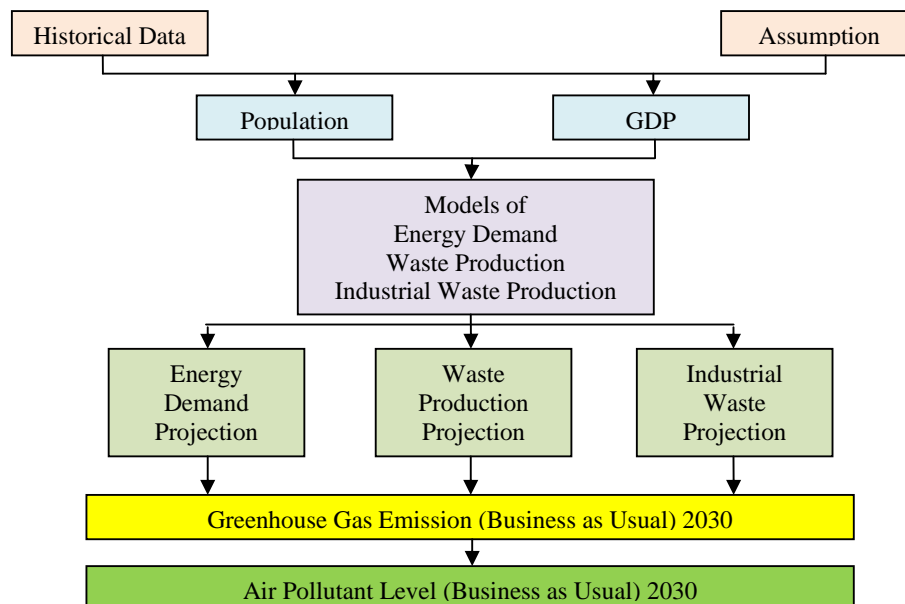 Historical Data
Assumption
Population
GDP
Models of
Energy Demand
Waste Production
Industrial Waste Production
Energy
Demand
Projection
Waste
Production
Projection
Industrial
Waste
Projection
Greenhouse Gas Emission (Business as Usual) 2030
Air Pollutant Level (Business as Usual) 2030